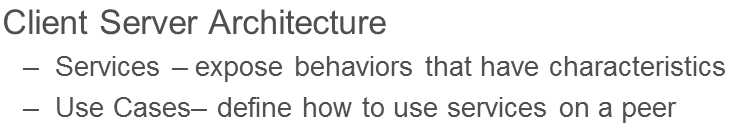 Client Server Architecture
– Services – expose behaviors that have characteristics
– Use Cases– define how to use services on a peer